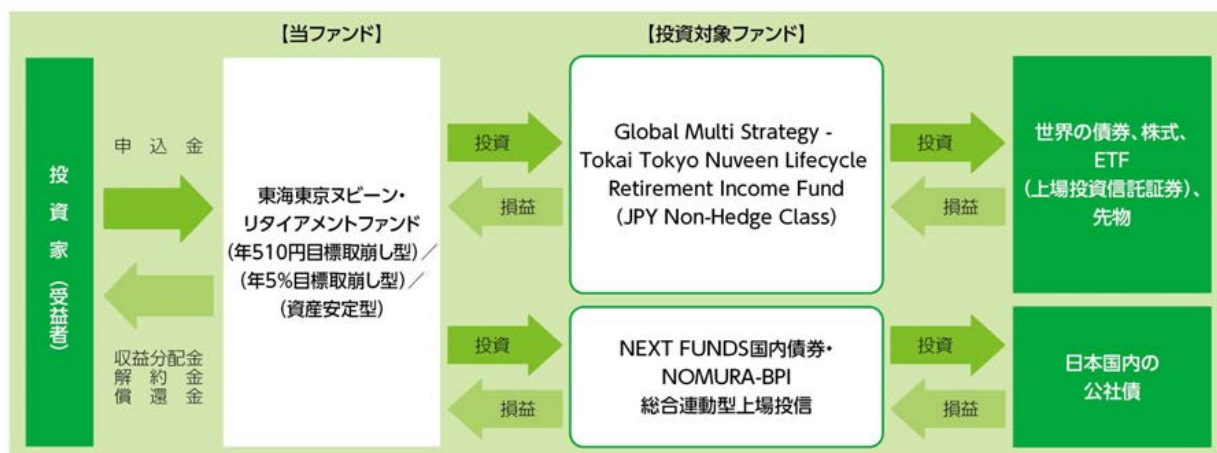 【当ファンド】
【投資対象ファンド】
投資家(受益者)
申込金
収益分配金
解約金
償還金
東海東京ヌビーン・
リタイアメントファンド
(年510円目標取崩し型)／
(年5%目標取崩し型)／
(資産安定型)
投資
損益
Global Multi Strategy -
Tokai Tokyo Nuveen Lifecycle
Retirement Income Fund
(JPY Non-Hedge Class)
投資
損益
世界の債券、株式、
ETF
(上場投資信託証券)、
先物
投資
損益
NEXT FUNDS国内債券・
NOMURA-BPI
総合連動型上場投信
投資
損益
日本国内の
公社債